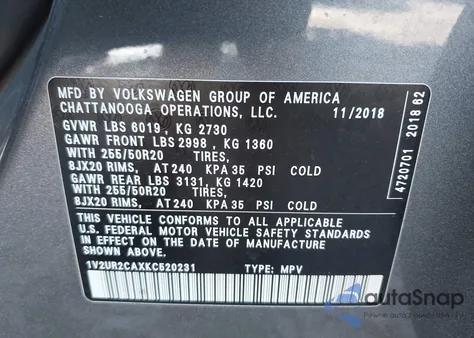 MFD BY VOLKSWAGEN GROUP OF AMERICA
CHATTANOOGA OPERATIONS, LLC. 11/2018
GVWR LBS 6019, KG 2730
GAWR FRONT LBS 2998, KG 1360
WITH 255/50R20 TIRES,
8JX20 RIMS, AT 240 KPA 35 PSI COLD
GAWR REAR LBS 3131, KG 1420
WITH 255/50R20 TIRES,
8JX20 RIMS, AT 240 KPA 35 PSI COLD
THIS VEHICLE CONFORMS TO ALL APPLICABLE
U.S. FEDERAL MOTOR VEHICLE SAFETY STANDARDS
IN EFFECT ON THE DATE OF MANUFACTURE
SHOWN ABOVE.
1V2UR2CAXKC520231 TYPE: MPV
4720701 2018 62
autoSnap